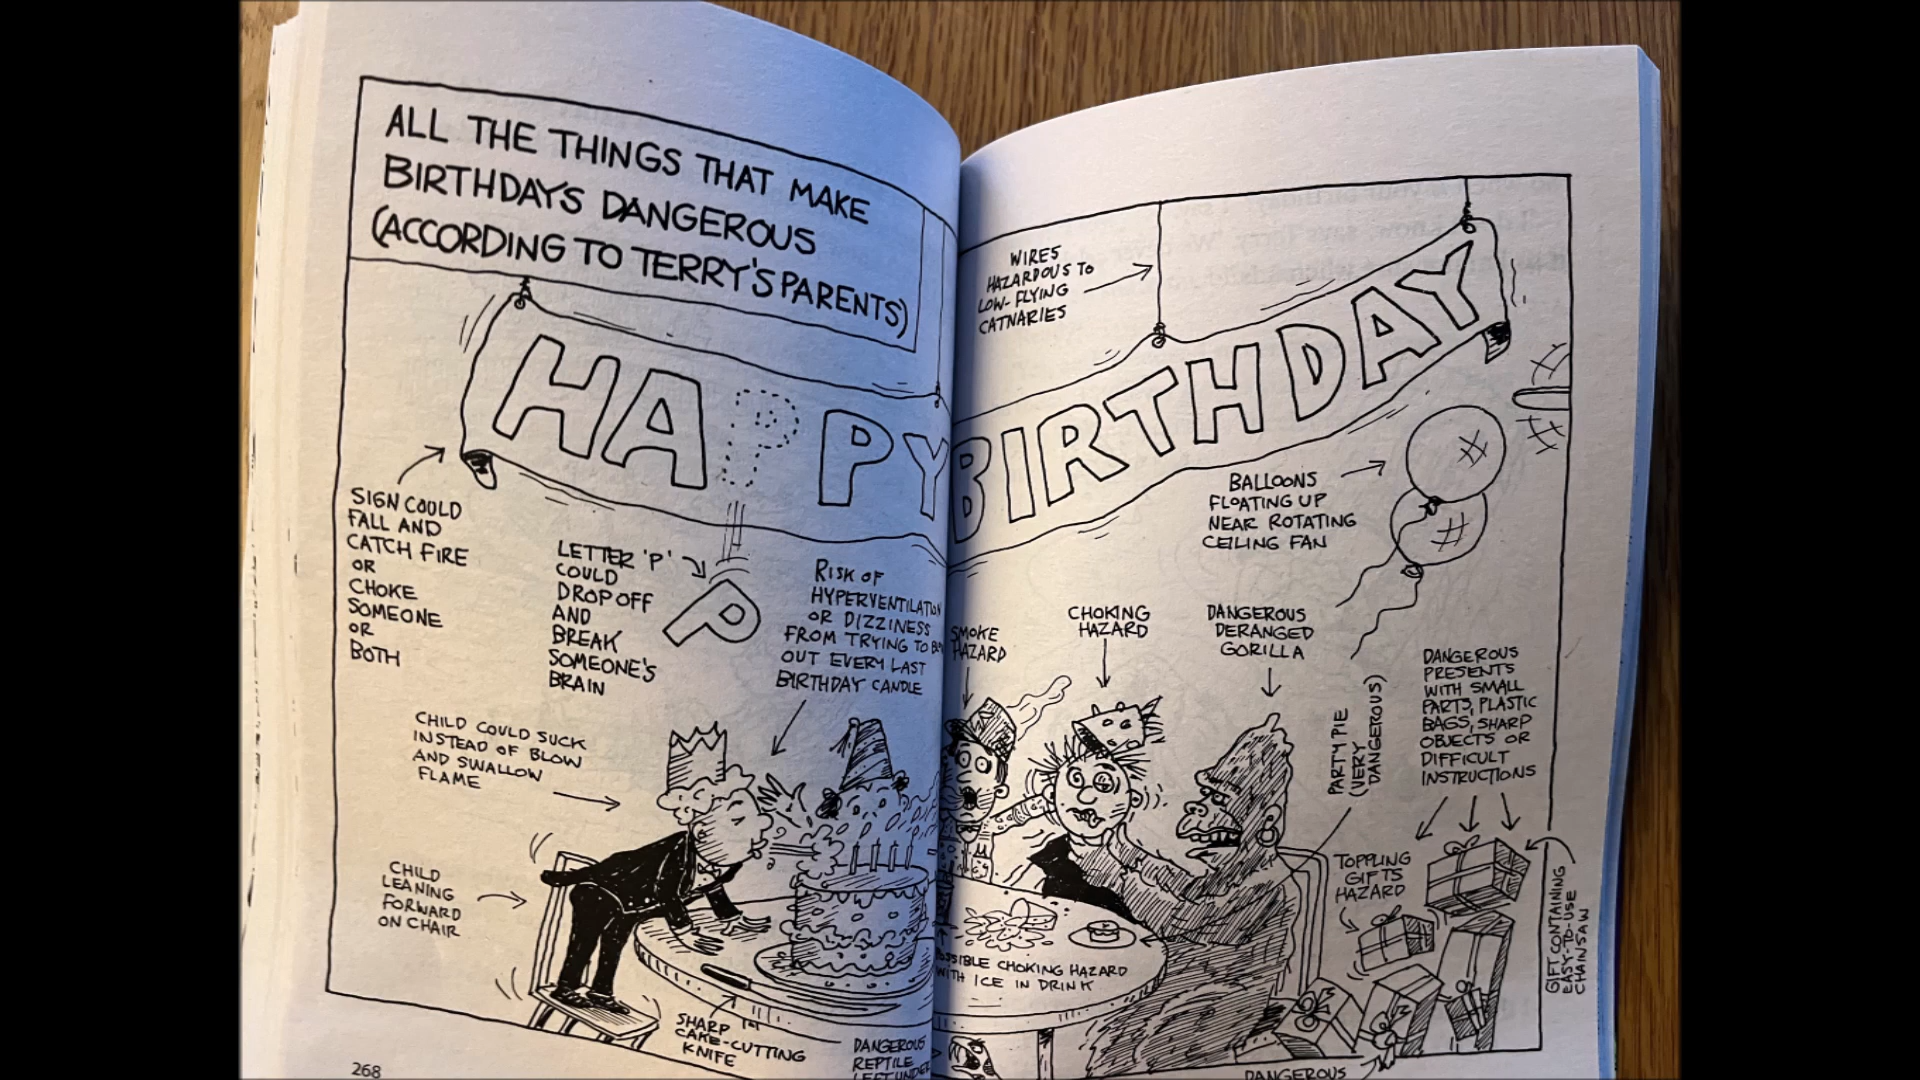 ALL THE THINGS THAT MAKE
BIRTHDAYS DANGEROUS
(ACCORDING TO TERRY'S PARENTS)
HAPPY BIRTHDAY
P
SIGN COULD
FALL AND
CATCH FIRE
OR
CHOKE
SOMEONE
OR
BOTH
LETTER 'P'
COULD
DROP OFF
AND
BREAK
SOMEONE'S
BRAIN
RISK OF
HYPERVENTILATION
OR DIZZINESS
FROM TRYING TO
OUT EVERY LAST
BIRTHDAY CANDLE
CHILD COULD SUCK
INSTEAD OF BLOW
AND SWALLOW
FLAME
CHILD
LEANING
FORWARD
ON CHAIR
SHARP
CAKE-CUTTING
KNIFE
DANGEROUS
REPTILE
LEFT UNDER
268
WIRES
HAZARDOUS TO
LOW-FLYING
CATNARIES
BALLOONS
FLOATING UP
NEAR ROTATING
CEILING FAN
SMOKE
HAZARD
CHOKING
HAZARD
DANGEROUS
DERANGED
GORILLA
PARTY PIE
(VERY
DANGEROUS)
DANGEROUS
PRESENTS
WITH SMALL
PARTS, PLASTIC
BAGS, SHARP
OBJECTS OR
DIFFICULT
INSTRUCTIONS
TOPPLING
GIFTS
HAZARD
GIFT CONTAINING
EASY-TO-USE
CHAINSAW
POSSIBLE CHOKING HAZARD
WITH ICE IN DRINK
DANGEROUS